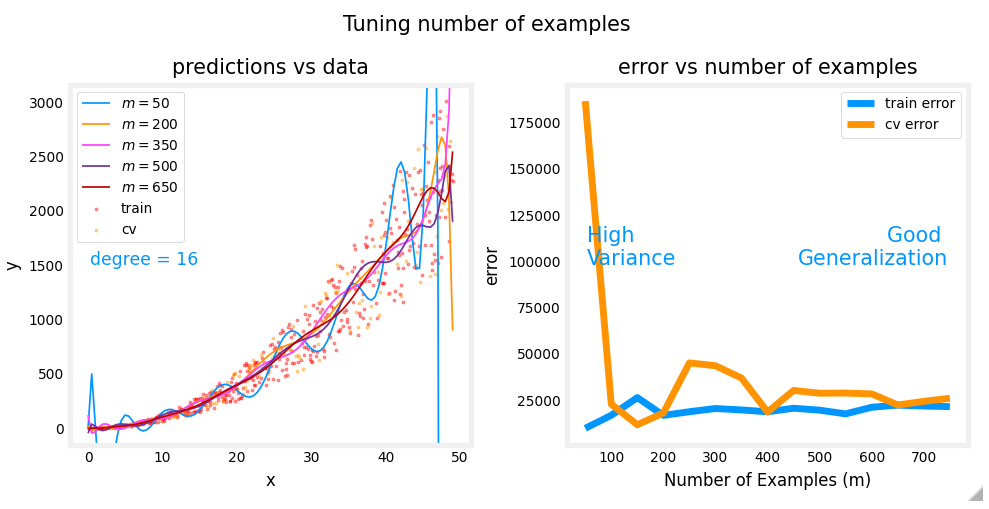 Tuning number of examples
predictions vs data
3000
2500
2000
1500
1000
500
0
y
m = 50
m = 200
m = 350
m = 500
m = 650
train
cv
degree = 16
0 10 20 30 40 50
x
error vs number of examples
175000
150000
125000
100000
75000
50000
25000
error
train error
cv error
High
Variance
Good
Generalization
100 200 300 400 500 600 700
Number of Examples (m)